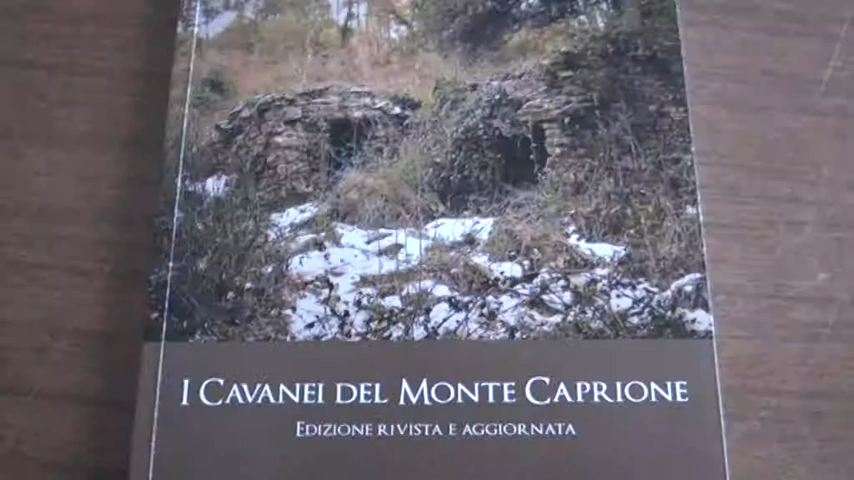 I CAVANEI DEL MONTE CAPRIONE
EDIZIONE RIVISTA E AGGIORNATA